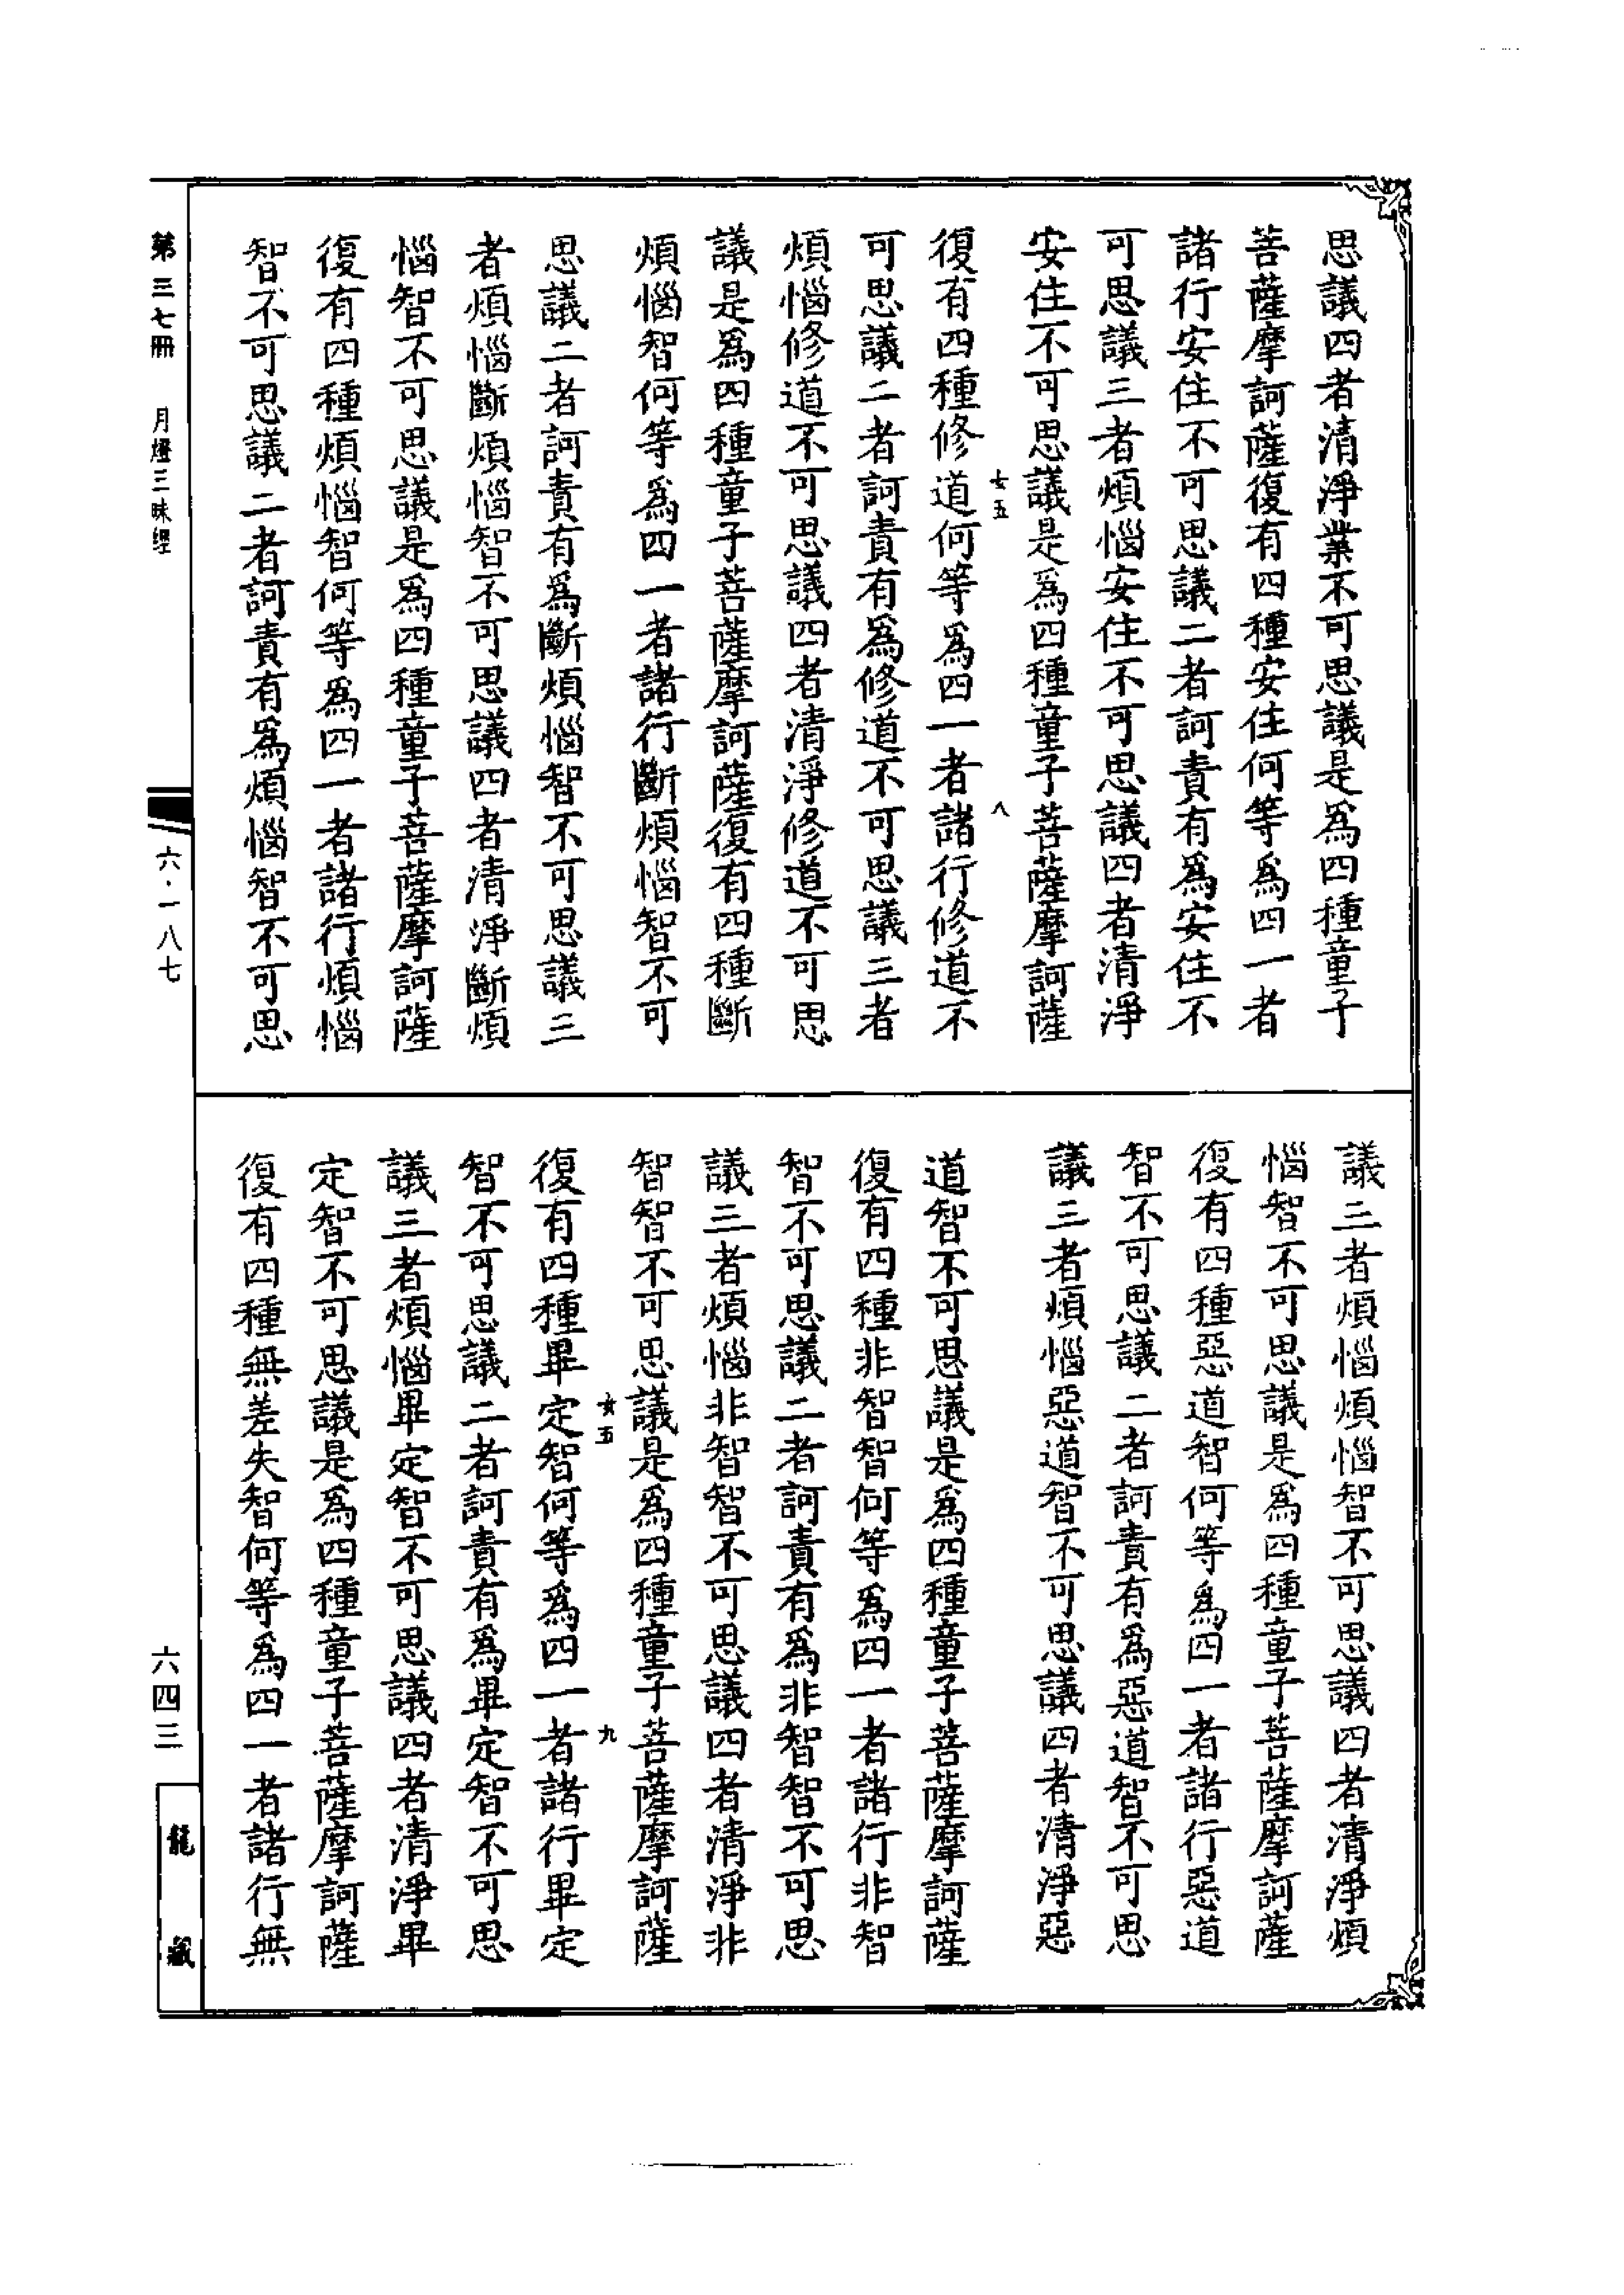 思議四者清淨業不可思議是爲四種童子
菩薩摩訶薩復有四種安住何等爲四一者
諸行安住不可思議二者訶責有爲安住不
可思議三者煩惱安住不可思議四者清淨
安住不可思議是爲四種童子菩薩摩訶薩
女五
八
復有四種修道何等爲四一者諸行修道不
可思議二者訶責有爲修道不可思議三者
煩惱修道不可思議四者清淨修道不可思
議是爲四種童子菩薩摩訶薩復有四種斷
煩惱智何等爲四一者諸行斷煩惱智不可
思議二者訶責有爲斷煩惱智不可思議三
者煩惱斷煩惱智不可思議四者清淨斷煩
惱智不可思議是爲四種童子菩薩摩訶薩
復有四種煩惱智何等爲四一者諸行煩惱
智不可思議二者訶責有爲煩惱智不可思
議三者煩惱煩惱智不可思議四者清淨煩
惱智不可思議是爲四種童子菩薩摩訶薩
復有四種惡道智何等爲四一者諸行惡道
智不可思議二者訶責有爲惡道智不可思
議三者煩惱惡道智不可思議四者清淨惡
道智不可思議是爲四種童子菩薩摩訶薩
復有四種非智智何等爲四一者諸行非智
智不可思議二者訶責有爲非智智不可思
議三者煩惱非智智不可思議四者清淨非
智智不可思議是爲四種童子菩薩摩訶薩
女五
九
復有四種畢定智何等爲四一者諸行畢定
智不可思議二者訶責有爲畢定智不可思
議三者煩惱畢定智不可思議四者清淨畢
定智不可思議是爲四種童子菩薩摩訶薩
復有四種無差失智何等爲四一者諸行無
第三七冊 月燈三昧經
六·一八七
六四三
龍藏